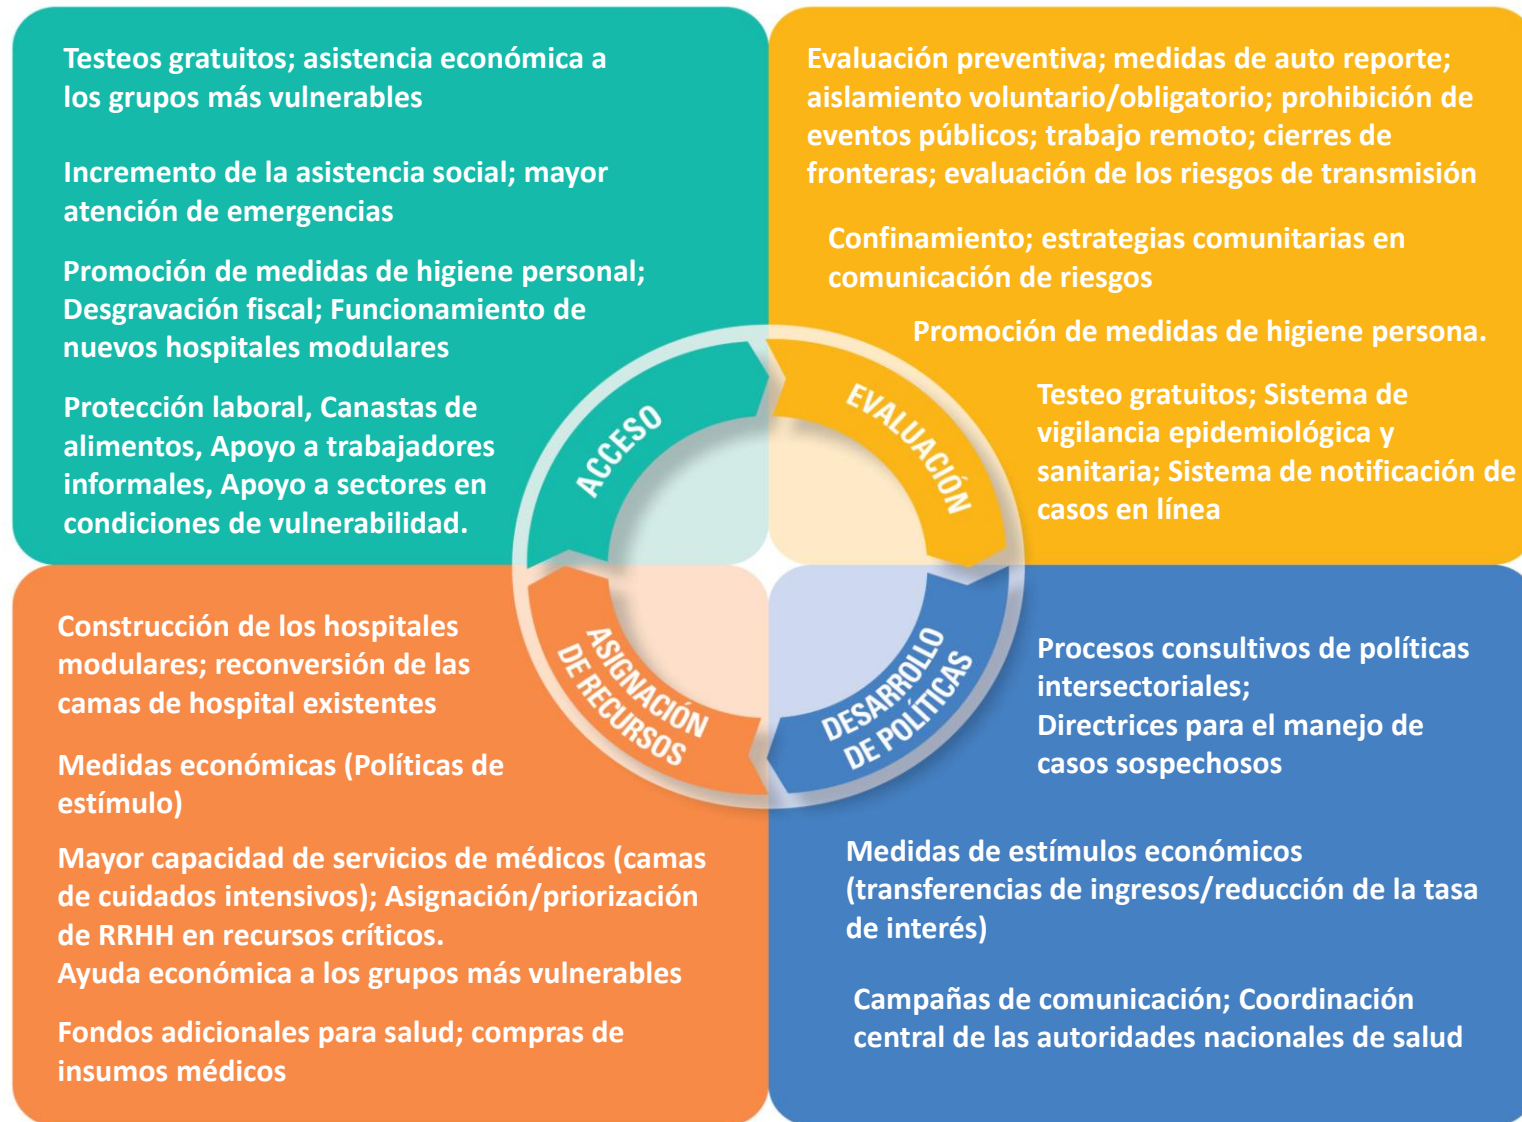 Testeos gratuitos; asistencia económica a
los grupos más vulnerables
Incremento de la asistencia social; mayor
atención de emergencias
Promoción de medidas de higiene personal;
Desgravación fiscal; Funcionamiento de
nuevos hospitales modulares
Protección laboral, Canastas de
alimentos, Apoyo a trabajadores
informales, Apoyo a sectores en
condiciones de vulnerabilidad.
ACCESO
Evaluación preventiva; medidas de auto reporte;
aislamiento voluntario/obligatorio; prohibición de
eventos públicos; trabajo remoto; cierres de
fronteras; evaluación de los riesgos de transmisión
Confinamiento; estrategias comunitarias en
comunicación de riesgos
Promoción de medidas de higiene persona.
Testeo gratuitos; Sistema de
vigilancia epidemiológica y
sanitaria; Sistema de notificación de
casos en línea
EVALUACIÓN
Construcción de los hospitales
modulares; reconversión de las
camas de hospital existentes
Medidas económicas (Políticas de
estímulo)
Mayor capacidad de servicios de médicos (camas
de cuidados intensivos); Asignación/priorización
de RRHH en recursos críticos.
Ayuda económica a los grupos más vulnerables
Fondos adicionales para salud; compras de
insumos médicos
ASIGNACIÓN
DE RECURSOS
Procesos consultivos de políticas
intersectoriales;
Directrices para el manejo de
casos sospechosos
Medidas de estímulos económicos
(transferencias de ingresos/reducción de la tasa
de interés)
Campañas de comunicación; Coordinación
central de las autoridades nacionales de salud
DESARROLLO
DE POLÍTICAS